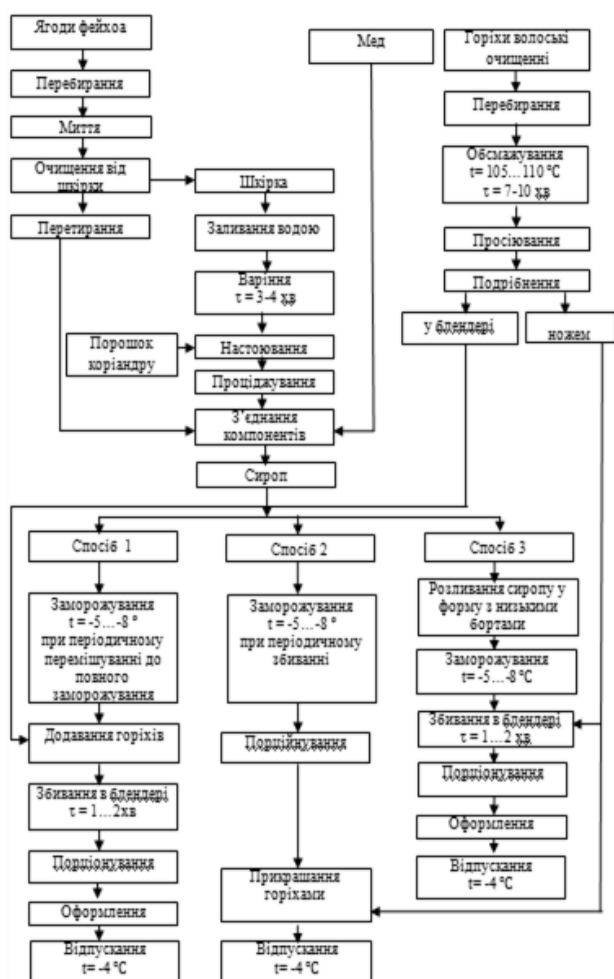 Ягоди фейхоа
Мед
Горіхи волоські
очищенні
Перебирання
Перебирання
Миття
Обсмажування
t= 105…110 °С
τ = 7-10 хв
Очищення від
шкірки
Шкірка
Перетирання
Заливання водою
Просіювання
Варіння
τ = 3-4 хв
Подрібнення
у блендері
ножем
Порошок
коріандру
Настоювання
Проціджування
З'єднання
компонентів
Сироп
Спосіб 1
Заморожування
t = -5…-8 °
при періодичному
перемішуванні до
повного
заморожування
Додавання горіхів
Збивання в блендері
τ = 1…2хв
Порціонування
Оформлення
Відпускання
t= -4 °С
Спосіб 2
Заморожування
t = -5…-8 °
при періодичному
збиванні
Порційнування
Прикрашання
горіхами
Відпускання
t= -4 °С
Спосіб 3
Розливання сиропу у
форму з низькими
бортами
Заморожування
t= -5…-8 °С
Збивання в блендері
τ = 1…2 хв
Порціонування
Оформлення
Відпускання
t= -4 °С